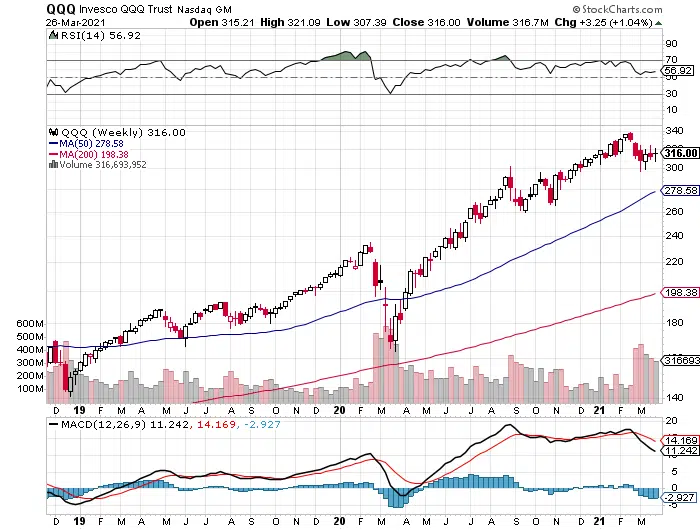 QQQ Invesco QQQ Trust Nasdaq GM © StockCharts.com
26-Mar-2021 Open 315.21 High 321.09 Low 307.39 Close 316.00 Volume 316.7M Chg +3.25 (+1.04%)
RSI(14) 56.92
90
70
56.92
50
30
10
QQQ (Weekly) 316.00
MA(50) 278.58
MA(200) 198.38
Volume 316,693,952
340
320
316.00
300
278.58
260
240
220
198.38
180
316693
140
600M
500M
400M
300M
200M
100M
D 19 F M A M J J A S O N D 20 F M A M J J A S O N D 21 F M
MACD(12,26,9) 11.242, 14.169, -2.927
20
14.169
11.242
5
0
-2.927
-5
D 19 F M A M J J A S O N D 20 F M A M J J A S O N D 21 F M